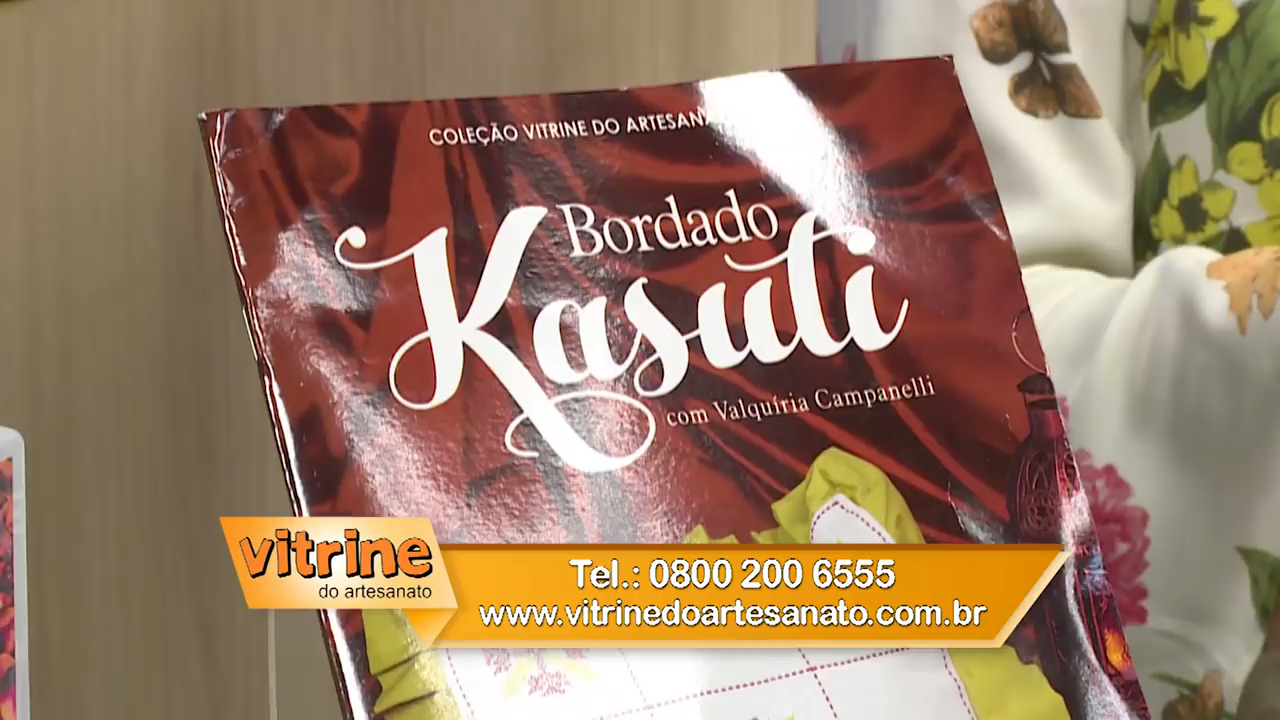 COLEÇÃO VITRINE DO
Bordado
Kasuti
com Valquíria Campanelli
vitrine
do artesanato
Tel.: 0800 200 6555
www.vitrinedoartesanato.com.br